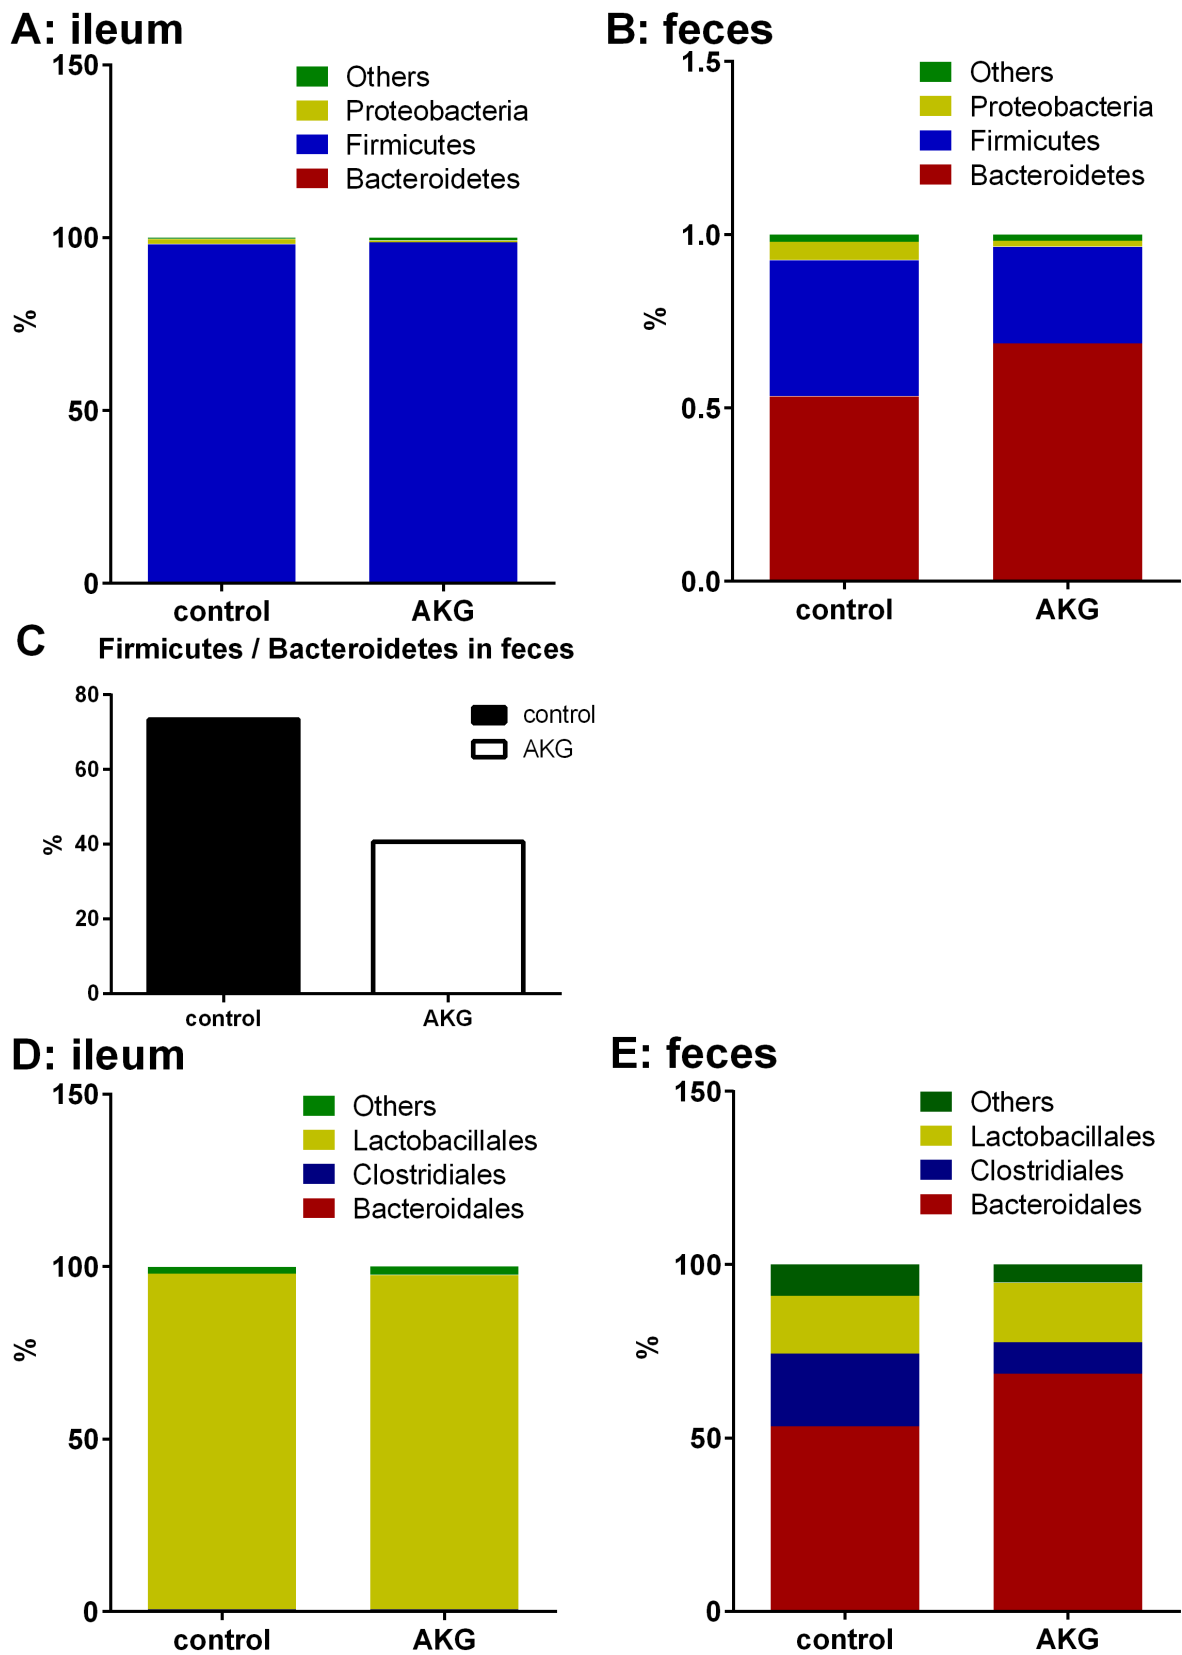 A: ileum
150
100
50
0
%
Others
Proteobacteria
Firmicutes
Bacteroidetes
control
AKG
B: feces
1.5
1.0
0.5
0.0
%
Others
Proteobacteria
Firmicutes
Bacteroidetes
control
AKG
C
Firmicutes / Bacteroidetes in feces
80
60
40
20
0
%
control
AKG
control
AKG
D: ileum
150
100
50
0
%
Others
Lactobacillales
Clostridiales
Bacteroidales
control
AKG
E: feces
150
100
50
0
%
Others
Lactobacillales
Clostridiales
Bacteroidales
control
AKG